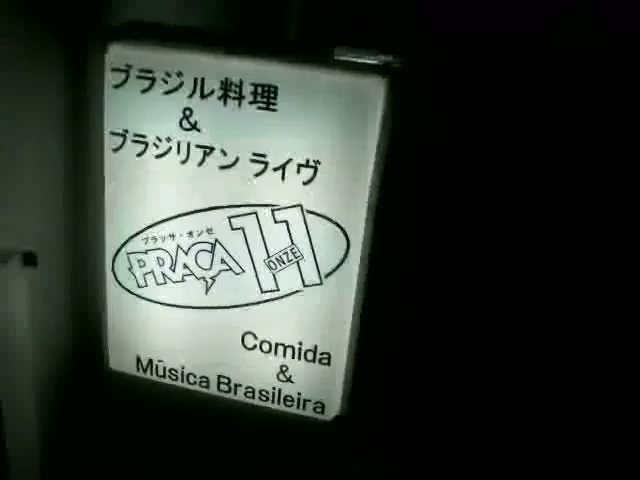 ブラジル料理
&
ブラジリアン ライヴ
プラッサ・オンゼ
PRAÇA 11
ONZE
Comida
&
Música Brasileira